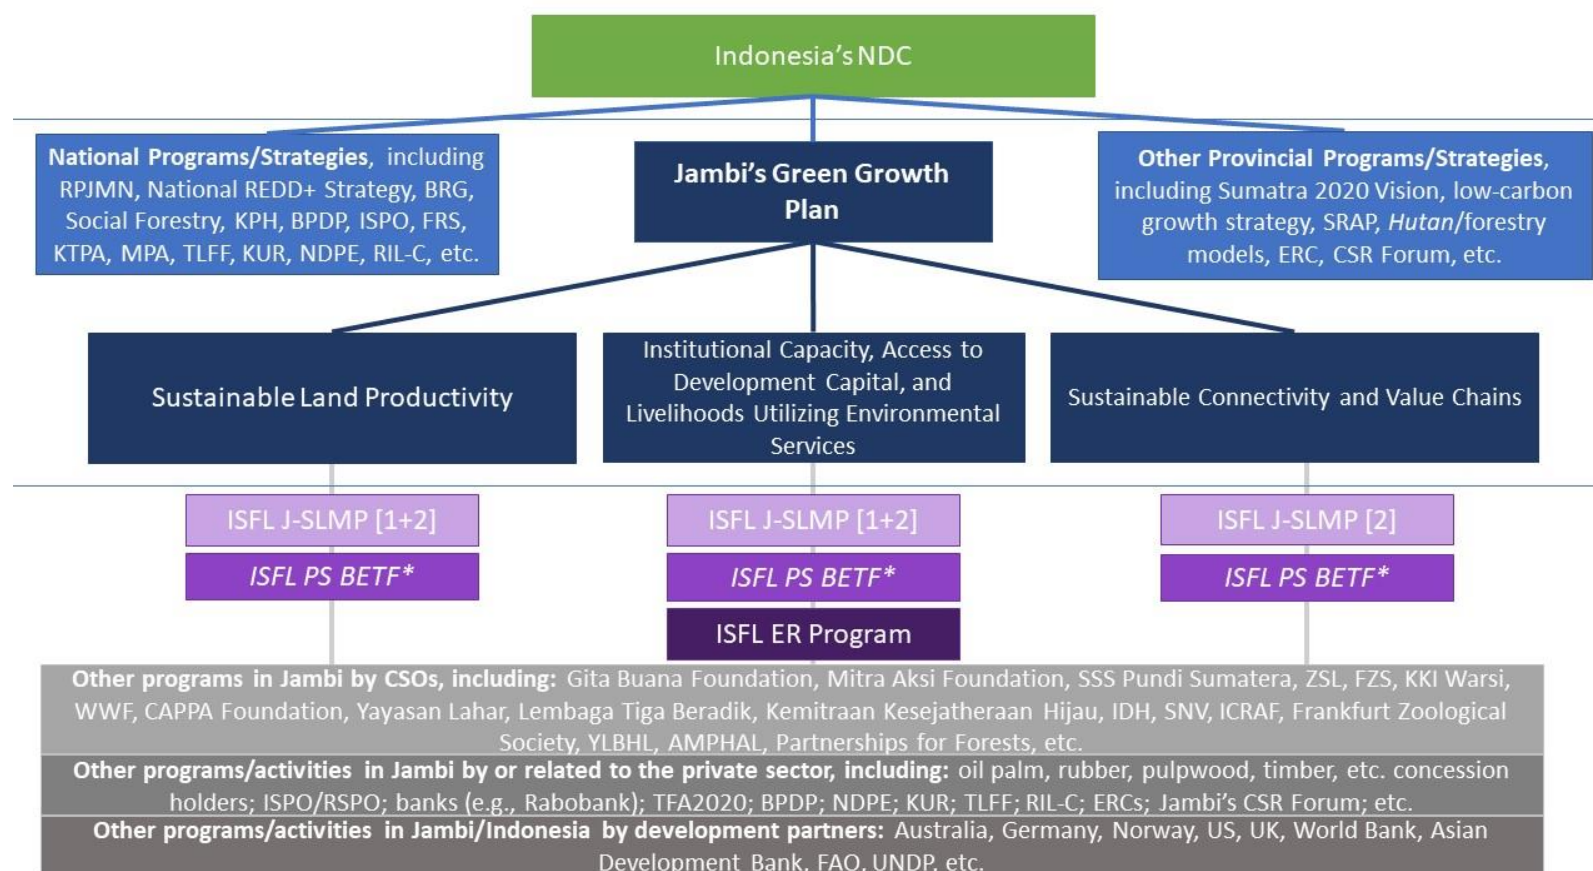 Indonesia's NDC
National Programs/Strategies, including
RPJMN, National REDD+ Strategy, BRG,
Social Forestry, KPH, BPDP, ISPO, FRS,
KTPA, MPA, TLFF, KUR, NDPE, RIL-C, etc.
Jambi's Green Growth
Plan
Other Provincial Programs/Strategies,
including Sumatra 2020 Vision, low-carbon
growth strategy, SRAP, Hutan/forestry
models, ERC, CSR Forum, etc.
Sustainable Land Productivity
Institutional Capacity, Access to
Development Capital, and
Livelihoods Utilizing Environmental
Services
Sustainable Connectivity and Value Chains
ISFL J-SLMP [1+2]
ISFL PS BETF*
ISFL J-SLMP [1+2]
ISFL PS BETF*
ISFL ER Program
ISFL J-SLMP [2]
ISFL PS BETF*
Other programs in Jambi by CSOs, including: Gita Buana Foundation, Mitra Aksi Foundation, SSS Pundi Sumatera, ZSL, FZS, KKI Warsi,
WWF, CAPPA Foundation, Yayasan Lahar, Lembaga Tiga Beradik, Kemitraan Kesejatheraan Hijau, IDH, SNV, ICRAF, Frankfurt Zoological
Society, YLBHL, AMPHAL, Partnerships for Forests, etc.
Other programs/activities in Jambi by or related to the private sector, including: oil palm, rubber, pulpwood, timber, etc. concession
holders; ISPO/RSPO; banks (e.g., Rabobank); TFA2020; BPDP; NDPE; KUR; TLFF; RIL-C; ERCs; Jambi's CSR Forum; etc.
Other programs/activities in Jambi/Indonesia by development partners: Australia, Germany, Norway, US, UK, World Bank, Asian
Development Bank, FAO, UNDP, etc.